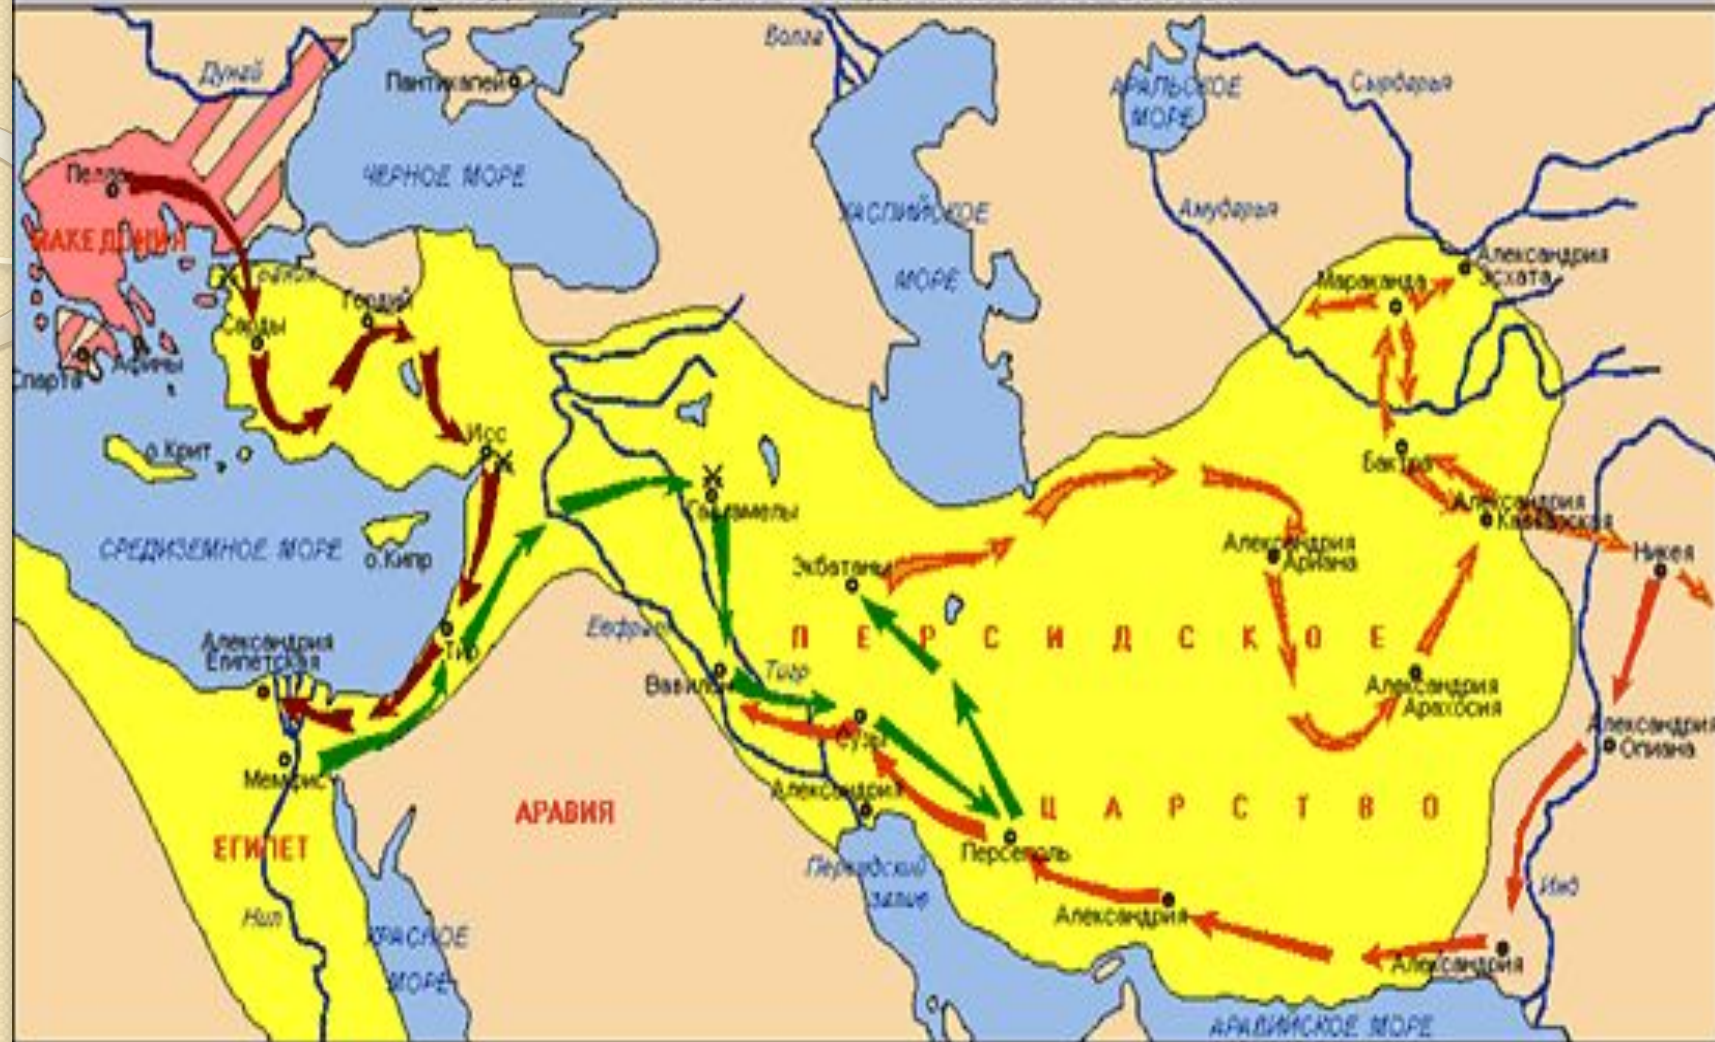 Дунай
Волга
Пантикапей
АРАЛЬСКОЕ
МОРЕ
Сырдарья
Пелла
ЧЕРНОЕ МОРЕ
КАСПИЙСКОЕ
МОРЕ
Амударья
МАКЕДОНИЯ
Александрия
Эсхата
Мараканда
Гордий
Сарды
Афины
Спарта
Исс
о.Крит
Бактра
Александрия
Кавказская
Гавгамелы
СРЕДИЗЕМНОЕ МОРЕ
о.Кипр
Экбатаны
Александрия
Ариана
Никея
Евфрат
Александрия
Египетская
Тир
ПЕРСИДСКОЕ
Вавилон
Тигр
Александрия
Арахосия
Сузы
Александрия
Опиана
Мемфис
Александрия
АРАВИЯ
ЦАРСТВО
ЕГИПЕТ
Персеполь
Персидский
залив
Инд
Нил
Александрия
КРАСНОЕ
МОРЕ
Александрия
АРАВИЙСКОЕ МОРЕ